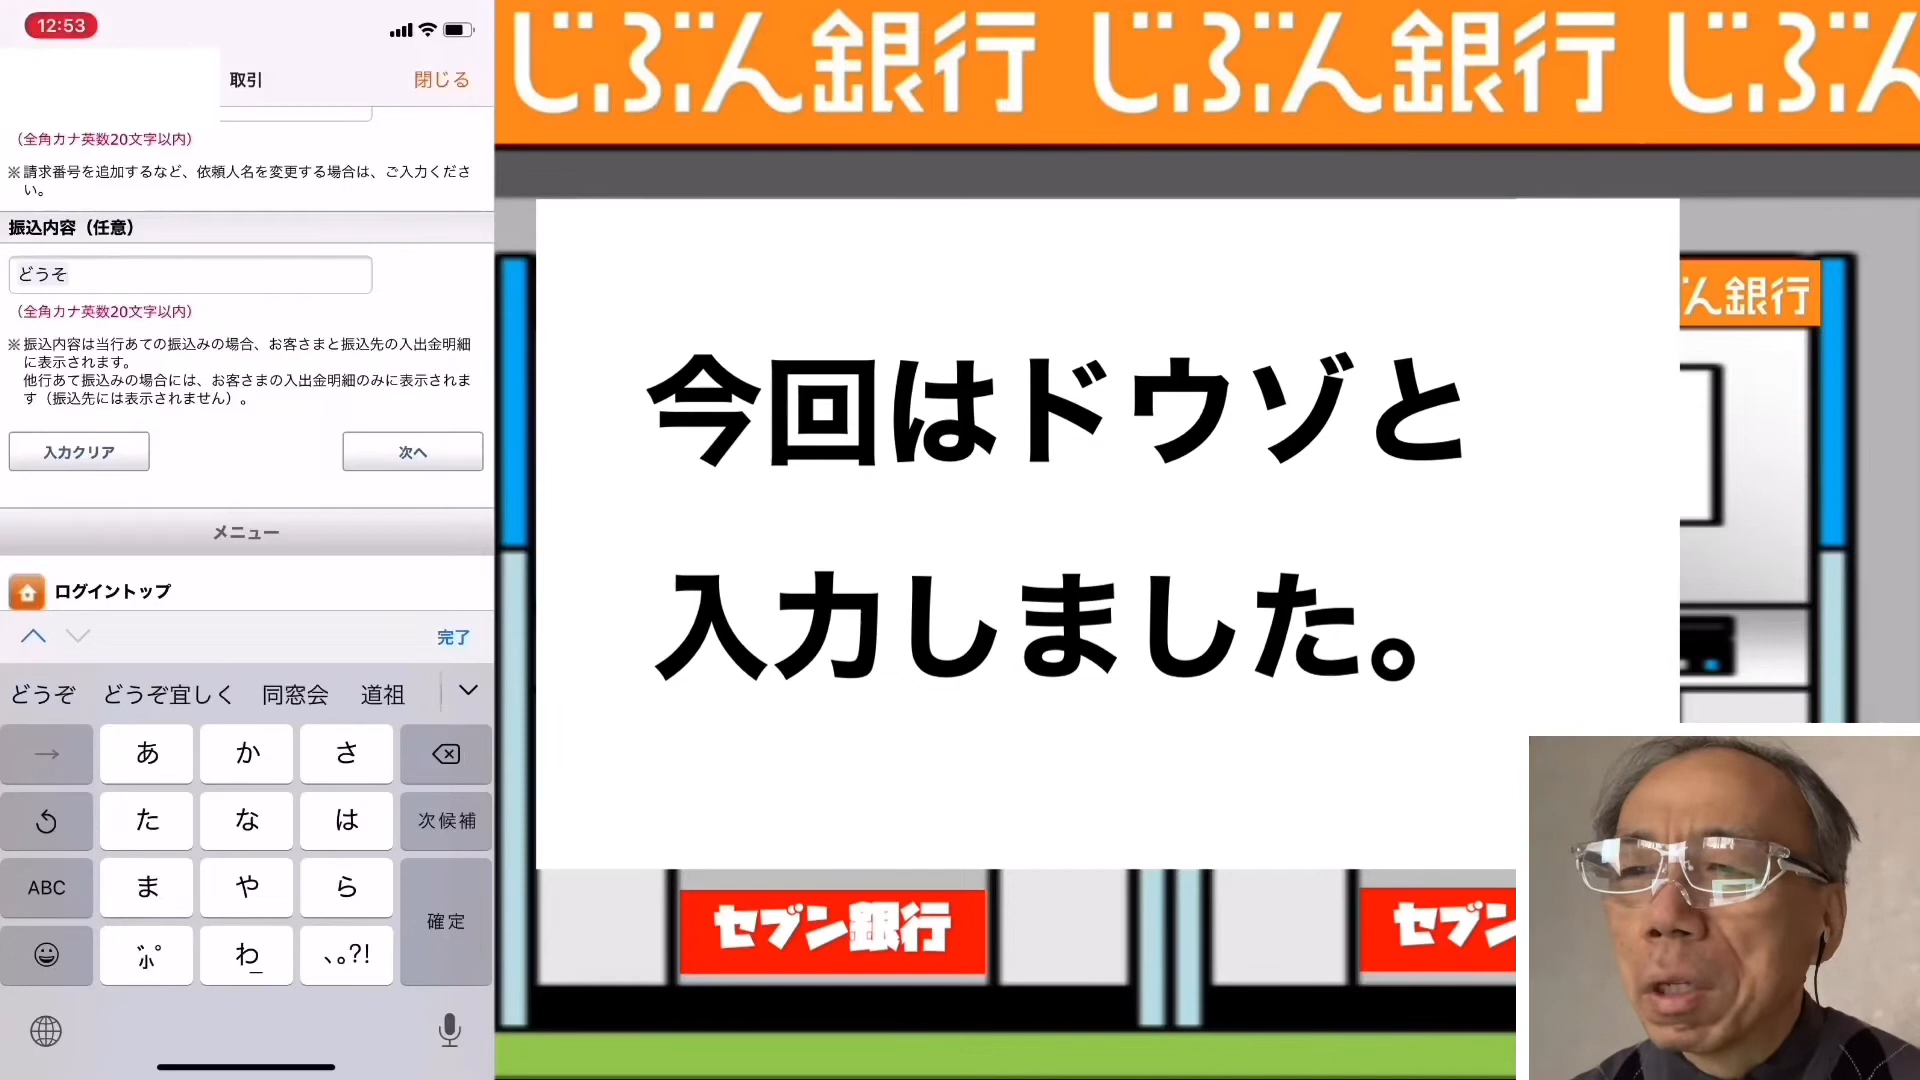 12:53
取引
閉じる
（全角カナ英数20文字以内）
※請求番号を追加するなど、依頼人名を変更する場合は、ご入力くださ
い。
振込内容（任意）
どうそ
（全角カナ英数20文字以内）
※振込内容は当行あての振込みの場合、お客さまと振込先の入出金明細
に表示されます。
他行あて振込みの場合には、お客さまの入出金明細のみに表示されま
す（振込先には表示されません）。
入力クリア
次へ
メニュー
ログイントップ
完了
どうぞ どうぞ宜しく 同窓会 道祖
→ あ か さ
た な は 次候補
ABC ま や ら
確定
小゛゜ わ 、。?!
じぶん銀行 じぶん銀行 じぶん
ん銀行
今回はドウゾと
入力しました。
セブン銀行
セブン